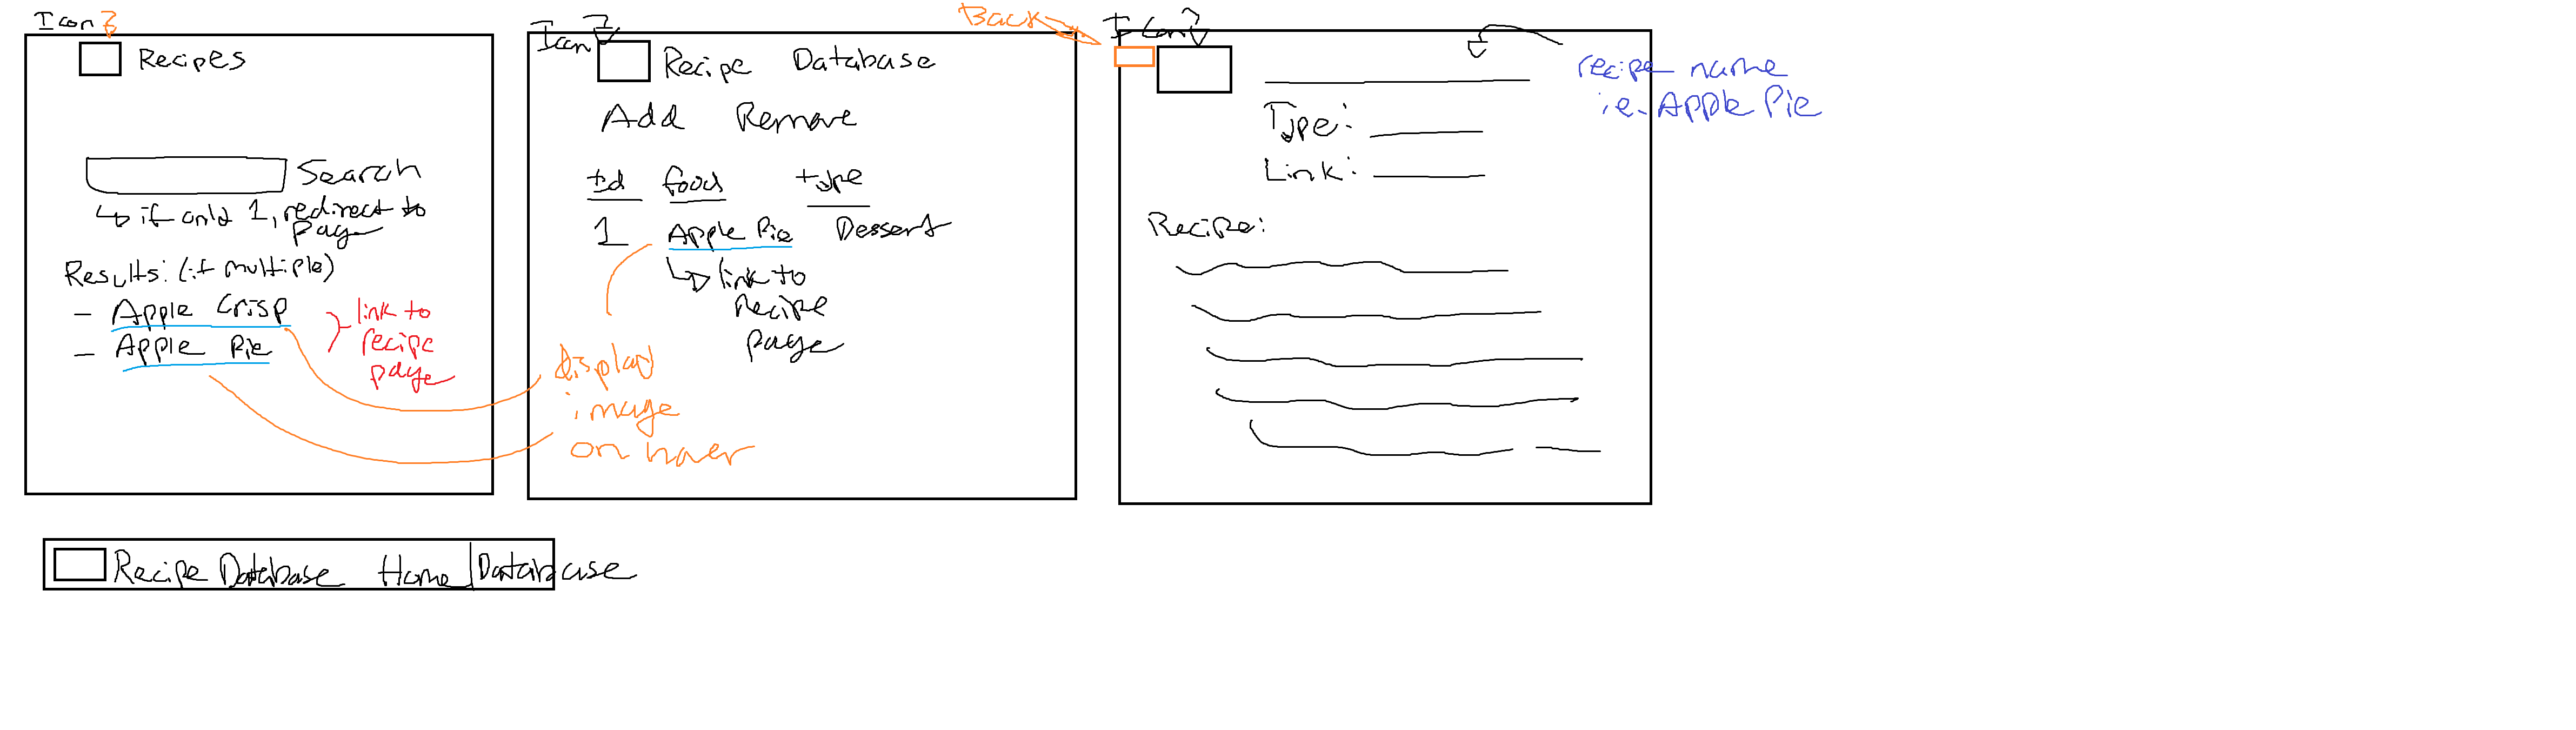 Icon
Recipes
Search
↳ if only 1, redirect to
page
Results: (if multiple)
- Apple Crisp
- Apple Pie
link to
recipe
page
Icon
Recipe Database
Add Remove
Id food type
1 Apple Pie Dessert
↳ link to
Recipe
page
display
image
on hover
Back
Icon
recipe name
i.e. Apple Pie
Type:
Link:
Recipe:
Recipe Database Home | Database